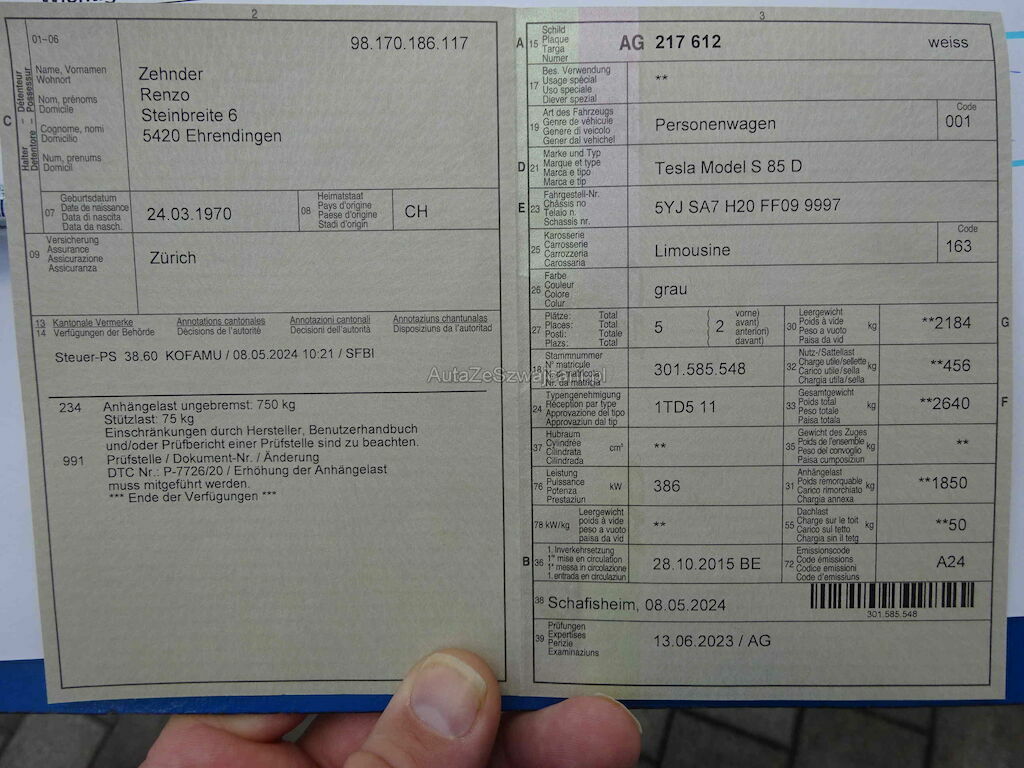 2
01-06
98.170.186.117
C
Halter – Détenteur
Detentore – Possessur
Name, Vornamen
Wohnort
Nom, prénoms
Domicile
Cognome, nomi
Domicilio
Num, prenums
Domicil
Zehnder
Renzo
Steinbreite 6
5420 Ehrendingen
07
Geburtsdatum
Date de naissance
Data di nascita
Data da nasch.
24.03.1970
08
Heimatstaat
Pays d'origine
Paese d'origine
Stadi d'origin
CH
09
Versicherung
Assurance
Assicurazione
Assicuranza
Zürich
13 Kantonale Vermerke Annotations cantonales Annotazioni cantonali Annotaziuns chantunalas
14 Verfügungen der Behörde Décisions de l'autorité Decisioni dell'autorità Disposiziuns da l'autoritad
Steuer-PS 38.60 KOFAMU / 08.05.2024 10:21 / SFBI
234 Anhängelast ungebremst: 750 kg
Stützlast: 75 kg
Einschränkungen durch Hersteller, Benutzerhandbuch
und/oder Prüfbericht einer Prüfstelle sind zu beachten.
991 Prüfstelle / Dokument-Nr. / Änderung
DTC Nr.: P-7726/20 / Erhöhung der Anhängelast
muss mitgeführt werden.
*** Ende der Verfügungen ***
3
A 15
Schild
Plaque
Targa
Numer
AG 217 612 weiss
17
Bes. Verwendung
Usage spécial
Uso speciale
Diever spezial
**
19
Art des Fahrzeugs
Genre de véhicule
Genere di veicolo
Gener dal vehichel
Personenwagen
Code
001
D 21
Marke und Typ
Marque et type
Marca e tipo
Marca e tip
Tesla Model S 85 D
E 23
Fahrgestell-Nr.
Châssis no
Telaio n.
Schassis nr.
5YJ SA7 H20 FF09 9997
25
Karosserie
Carrosserie
Carrozzeria
Carossaria
Limousine
Code
163
26
Farbe
Couleur
Colore
Colur
grau
27
Plätze: Total
Places: Total
Posti: Totale
Plazs: Total
5
2
vorne)
avant)
anteriori)
davant)
30
Leergewicht
Poids à vide
Peso a vuoto
Paisa da vid
kg
**2184
G
18
Stammnummer
N° matricule
N. matricola
Nr. da matricla
301.585.548
32
Nutz-/Sattellast
Charge utile/sellette
Carico utile/sella
Chargia utila/sella
kg
**456
AutaZeSzwajcarii.pl
24
Typengenehmigung
Réception par type
Approvazione del tipo
Approvaziun dal tip
1TD5 11
33
Gesamtgewicht
Poids total
Peso totale
Paisa totala
kg
**2640
F
37
Hubraum
Cylindrée
Cilindrata
Cilindrada
cm³
**
35
Gewicht des Zuges
Poids de l'ensemble
Peso del convoglio
Paisa cumposiziun
kg
**
76
Leistung
Puissance
Potenza
Prestaziun
kW
386
31
Anhängelast
Poids remorquable
Carico rimorchiato
Chargia annexa
kg
**1850
78 kW/kg
Leergewicht
poids à vide
peso a vuoto
paisa da vid
**
55
Dachlast
Charge sur le toit
Carico sul tetto
Chargia sin il tetg
kg
**50
B 36
1. Inverkehrsetzung
1re mise en circulation
1a messa in circolazione
1. entrada en circulaziun
28.10.2015 BE
72
Emissionscode
Code émissions
Codice emissioni
Code d'emissiuns
A24
38 Schafisheim, 08.05.2024
301.585.548
39
Prüfungen
Expertises
Perizie
Examinaziuns
13.06.2023 / AG